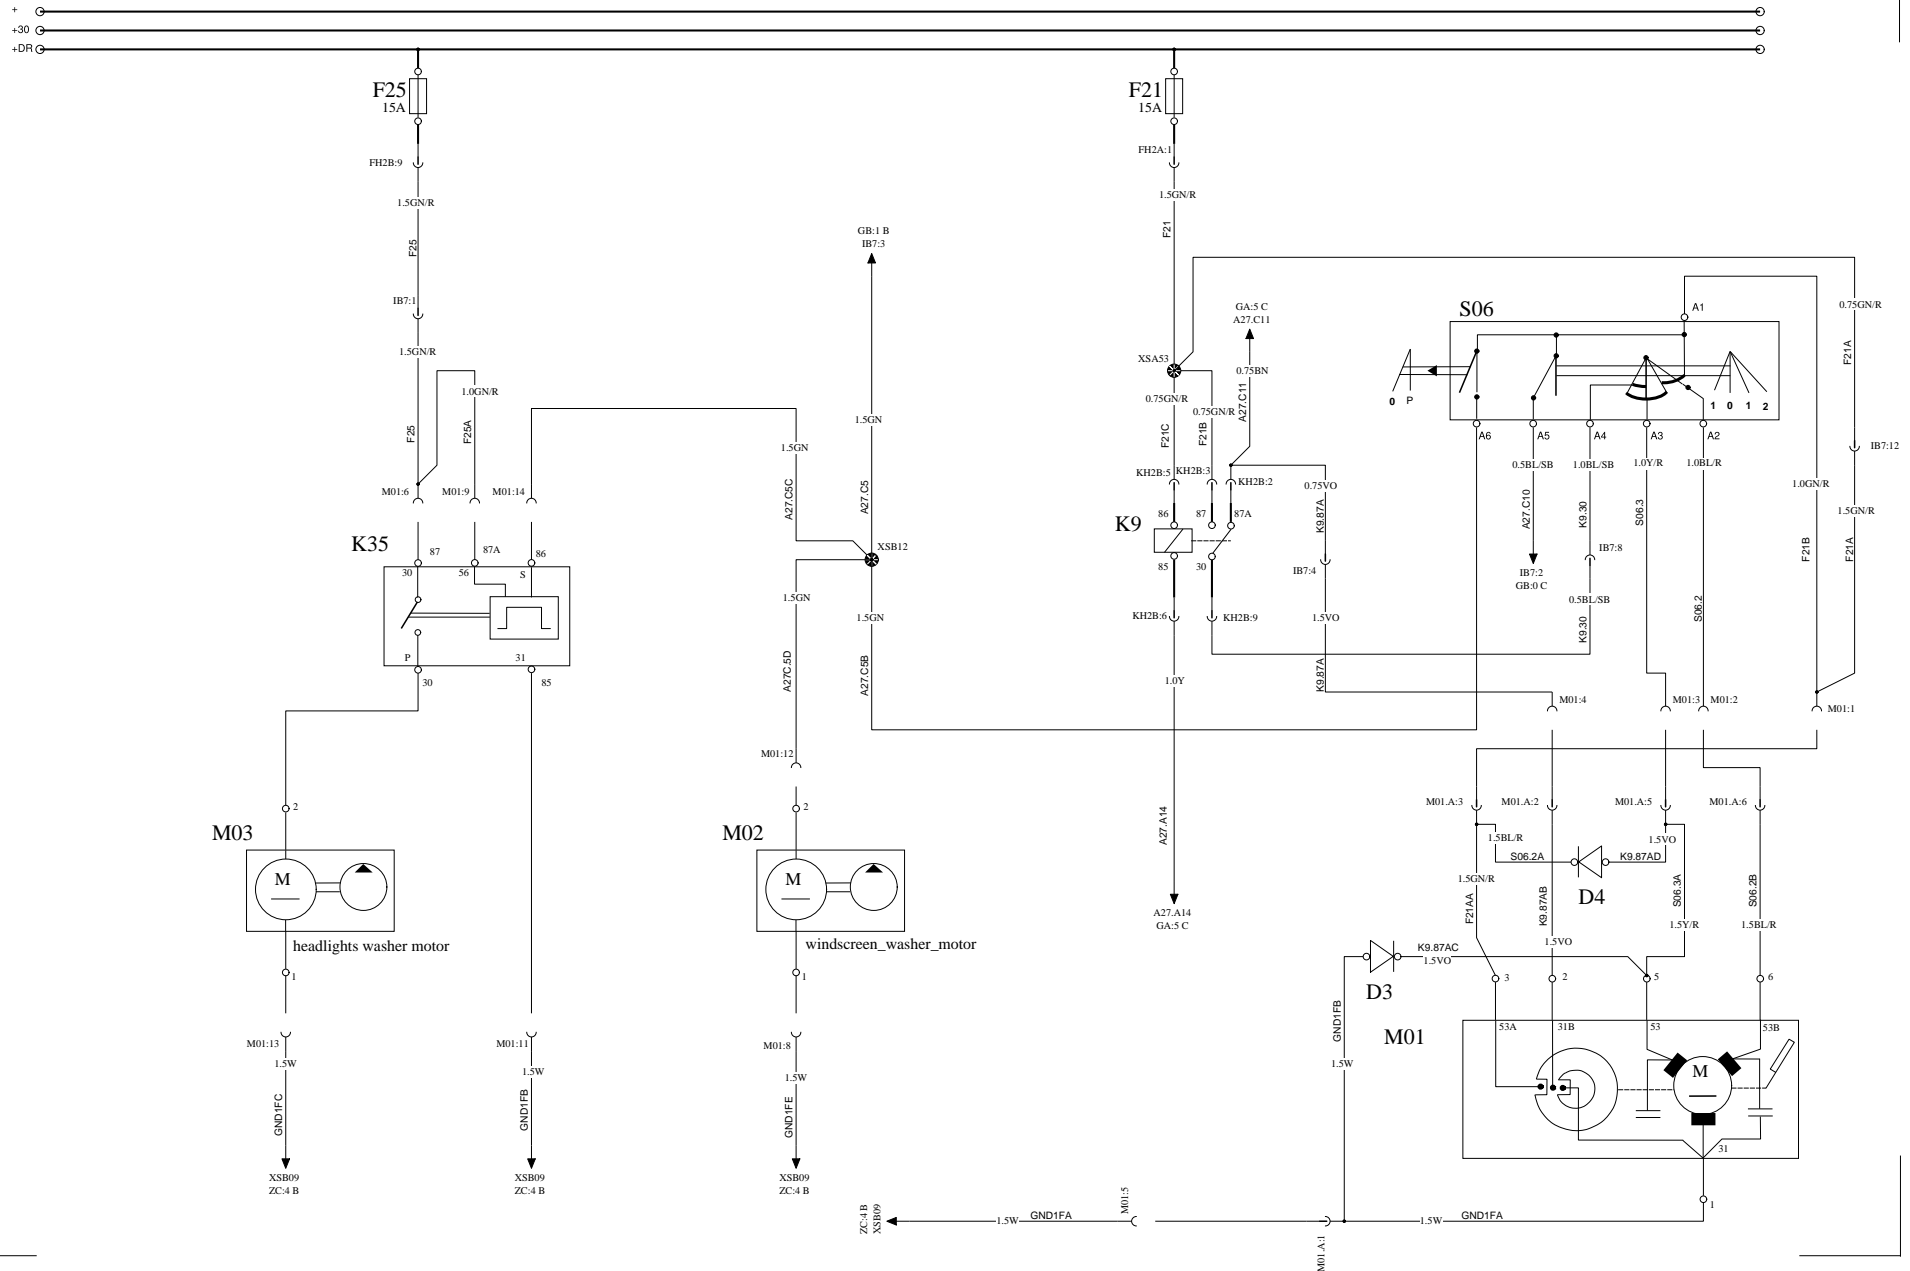 +
+30
+DR
F25
15A
F21
15A
FH2B:9
FH2A:1
1.5GN/R
1.5GN/R
F25
F21
GB:1 B
IB7:3
IB7:1
GA:5 C
A27.C11
S06
A1
0.75GN/R
1.5GN/R
XSA53
F21A
0.75BN
1.0GN/R
A27.C11
0 P
1 0 1 2
0.75GN/R
0.75GN/R
1.5GN
F25
F25A
F21C
F21B
A6
A5
A4
A3
A2
1.5GN
IB7:12
0.5BL/SB
1.0BL/SB
1.0Y/R
1.0BL/R
KH2B:5
KH2B:3
KH2B:2
M01:6
M01:9
M01:14
0.75VO
1.0GN/R
A27.C5C
A27.C5
K9.87A
A27.C10
K9.30
S06.3
1.5GN/R
86
87
87A
K9
K35
87
87A
86
XSB12
IB7:8
F21B
F21A
30
56
S
85
30
IB7:4
IB7:2
GB:0 C
1.5GN
1.5GN
0.5BL/SB
S06.2
KH2B:6
KH2B:9
1.5VO
K9.30
P
31
30
85
A27C.5D
A27.C5B
1.0Y
K9.87A
M01:4
M01:3
M01:2
M01:1
M01:12
2
2
M01.A:3
M01.A:2
M01.A:5
M01.A:6
M03
M02
A27.A14
1.5BL/R
1.5VO
S06.2A
K9.87AD
M
M
1.5GN/R
D4
F21AA
K9.87AB
S06.3A
S06.2B
A27.A14
GA:5 C
1.5Y/R
1.5BL/R
headlights washer motor
windscreen_washer_motor
K9.87AC
1.5VO
1.5VO
1
1
3
2
5
6
D3
GND1FB
M01
53A
31B
53
53B
M01:13
M01:11
M01:8
1.5W
1.5W
1.5W
1.5W
M
GND1FC
GND1FB
GND1FE
31
XSB09
ZC:4 B
XSB09
ZC:4 B
XSB09
ZC:4 B
1
ZC:4 B
XSB09
1.5W
GND1FA
M01:5
M01.A:1
1.5W
GND1FA